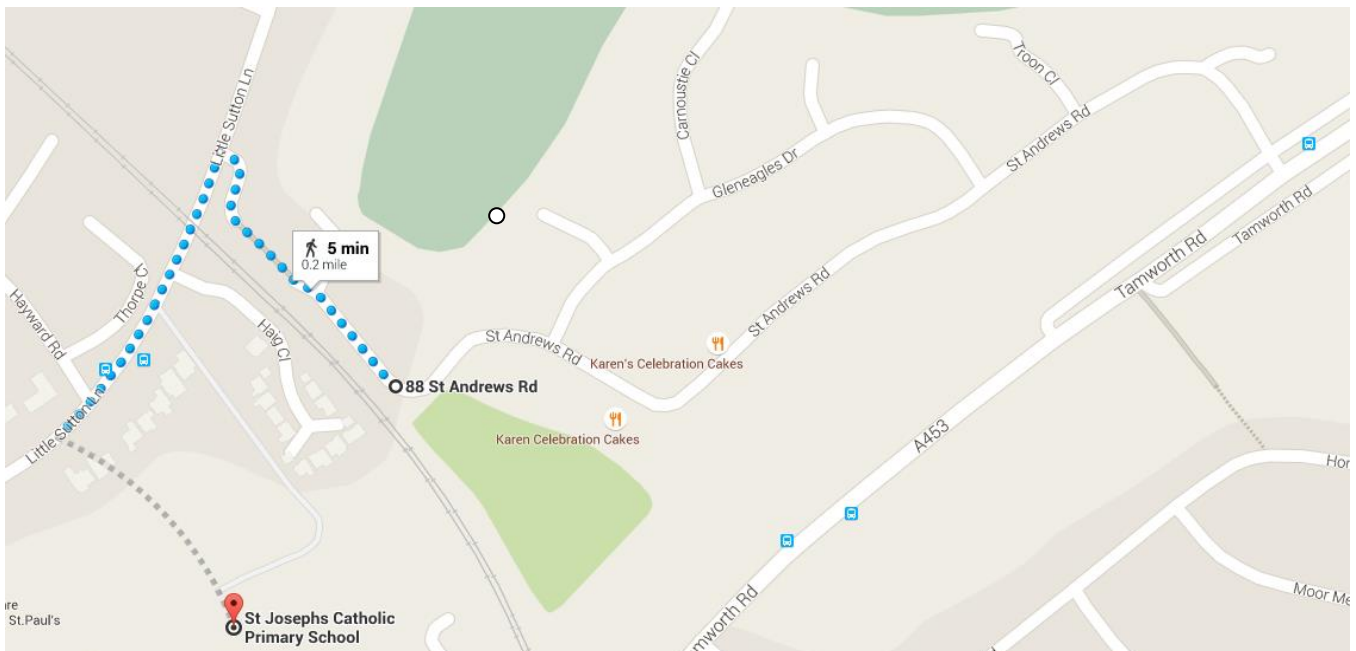 Little Sutton Ln
Carnoustie Cl
Troon Cl
St Andrews Rd
Gleneagles Dr
Tamworth Rd
Tamworth Rd
5 min
0.2 mile
Thorpe Cl
Hayward Rd
Haig Cl
St Andrews Rd
St Andrews Rd
Karen's Celebration Cakes
88 St Andrews Rd
Karen Celebration Cakes
Little Sutton Ln
A453
Hor
Moor Me
mworth Rd
re
St.Paul's
St Josephs Catholic
Primary School